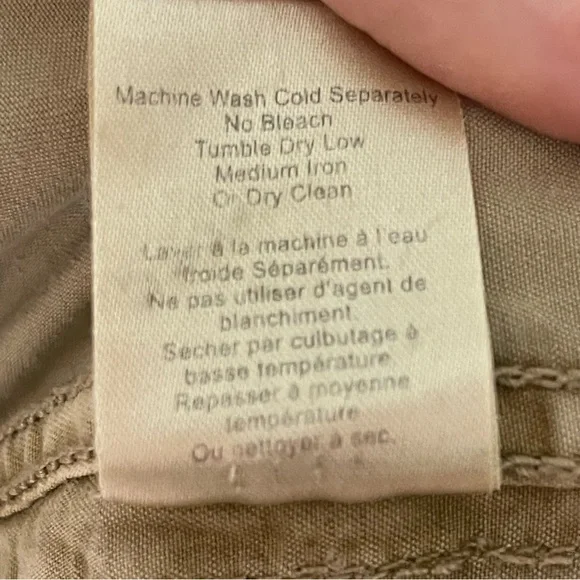 Machine Wash Cold Separately
No Bleach
Tumble Dry Low
Medium Iron
Or Dry Clean
Laver à la machine à l'eau
froide Séparément.
Ne pas utiliser d'agent de
blanchiment.
Secher par culbutage à
basse température
Repasser à moyenne
température
Ou nettoyer à sec.